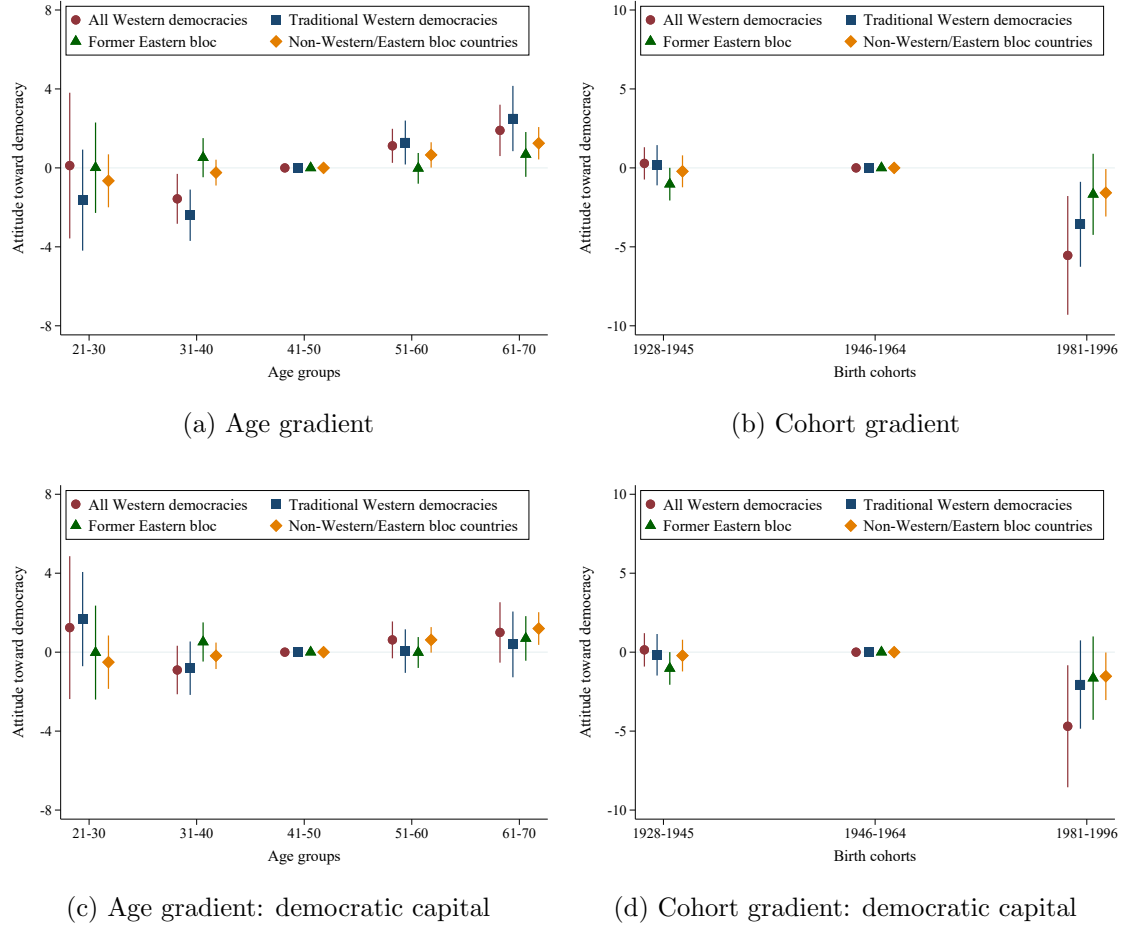 All Western democracies Traditional Western democracies
Former Eastern bloc Non-Western/Eastern bloc countries
8
4
0
-4
-8
Attitude toward democracy
21-30 31-40 41-50 51-60 61-70
Age groups
(a) Age gradient
All Western democracies Traditional Western democracies
Former Eastern bloc Non-Western/Eastern bloc countries
10
5
0
-5
-10
Attitude toward democracy
1928-1945 1946-1964 1981-1996
Birth cohorts
(b) Cohort gradient
All Western democracies Traditional Western democracies
Former Eastern bloc Non-Western/Eastern bloc countries
8
4
0
-4
-8
Attitude toward democracy
21-30 31-40 41-50 51-60 61-70
Age groups
(c) Age gradient: democratic capital
All Western democracies Traditional Western democracies
Former Eastern bloc Non-Western/Eastern bloc countries
10
5
0
-5
-10
Attitude toward democracy
1928-1945 1946-1964 1981-1996
Birth cohorts
(d) Cohort gradient: democratic capital